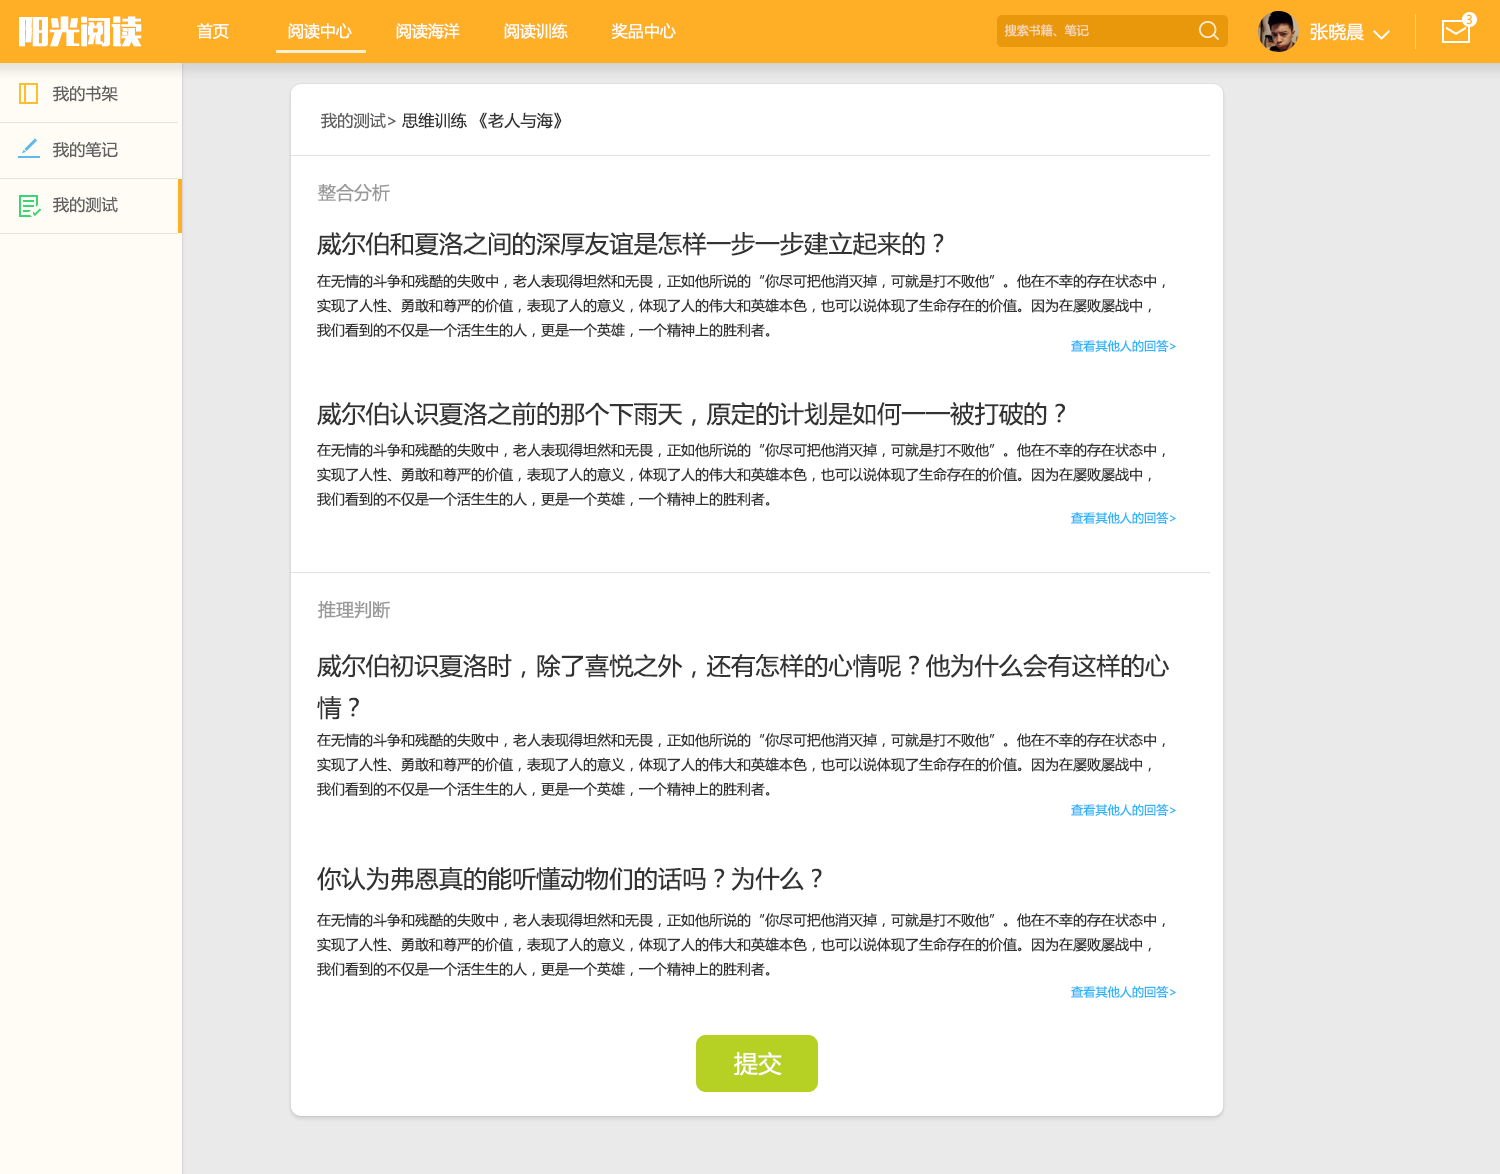 阳光阅读
首页 阅读中心 阅读海洋 阅读训练 奖品中心
搜索书籍、笔记
张晓晨
3
我的书架
我的笔记
我的测试
我的测试> 思维训练 《老人与海》
整合分析
威尔伯和夏洛之间的深厚友谊是怎样一步一步建立起来的？
在无情的斗争和残酷的失败中，老人表现得坦然和无畏，正如他所说的“你尽可把他消灭掉，可就是打不败他”。他在不幸的存在状态中，
实现了人性、勇敢和尊严的价值，表现了人的意义，体现了人的伟大和英雄本色，也可以说体现了生命存在的价值。因为在屡败屡战中，
我们看到的不仅是一个活生生的人，更是一个英雄，一个精神上的胜利者。
查看其他人的回答>
威尔伯认识夏洛之前的那个下雨天，原定的计划是如何一一被打破的？
在无情的斗争和残酷的失败中，老人表现得坦然和无畏，正如他所说的“你尽可把他消灭掉，可就是打不败他”。他在不幸的存在状态中，
实现了人性、勇敢和尊严的价值，表现了人的意义，体现了人的伟大和英雄本色，也可以说体现了生命存在的价值。因为在屡败屡战中，
我们看到的不仅是一个活生生的人，更是一个英雄，一个精神上的胜利者。
查看其他人的回答>
推理判断
威尔伯初识夏洛时，除了喜悦之外，还有怎样的心情呢？他为什么会有这样的心
情？
在无情的斗争和残酷的失败中，老人表现得坦然和无畏，正如他所说的“你尽可把他消灭掉，可就是打不败他”。他在不幸的存在状态中，
实现了人性、勇敢和尊严的价值，表现了人的意义，体现了人的伟大和英雄本色，也可以说体现了生命存在的价值。因为在屡败屡战中，
我们看到的不仅是一个活生生的人，更是一个英雄，一个精神上的胜利者。
查看其他人的回答>
你认为弗恩真的能听懂动物们的话吗？为什么？
在无情的斗争和残酷的失败中，老人表现得坦然和无畏，正如他所说的“你尽可把他消灭掉，可就是打不败他”。他在不幸的存在状态中，
实现了人性、勇敢和尊严的价值，表现了人的意义，体现了人的伟大和英雄本色，也可以说体现了生命存在的价值。因为在屡败屡战中，
我们看到的不仅是一个活生生的人，更是一个英雄，一个精神上的胜利者。
查看其他人的回答>
提交